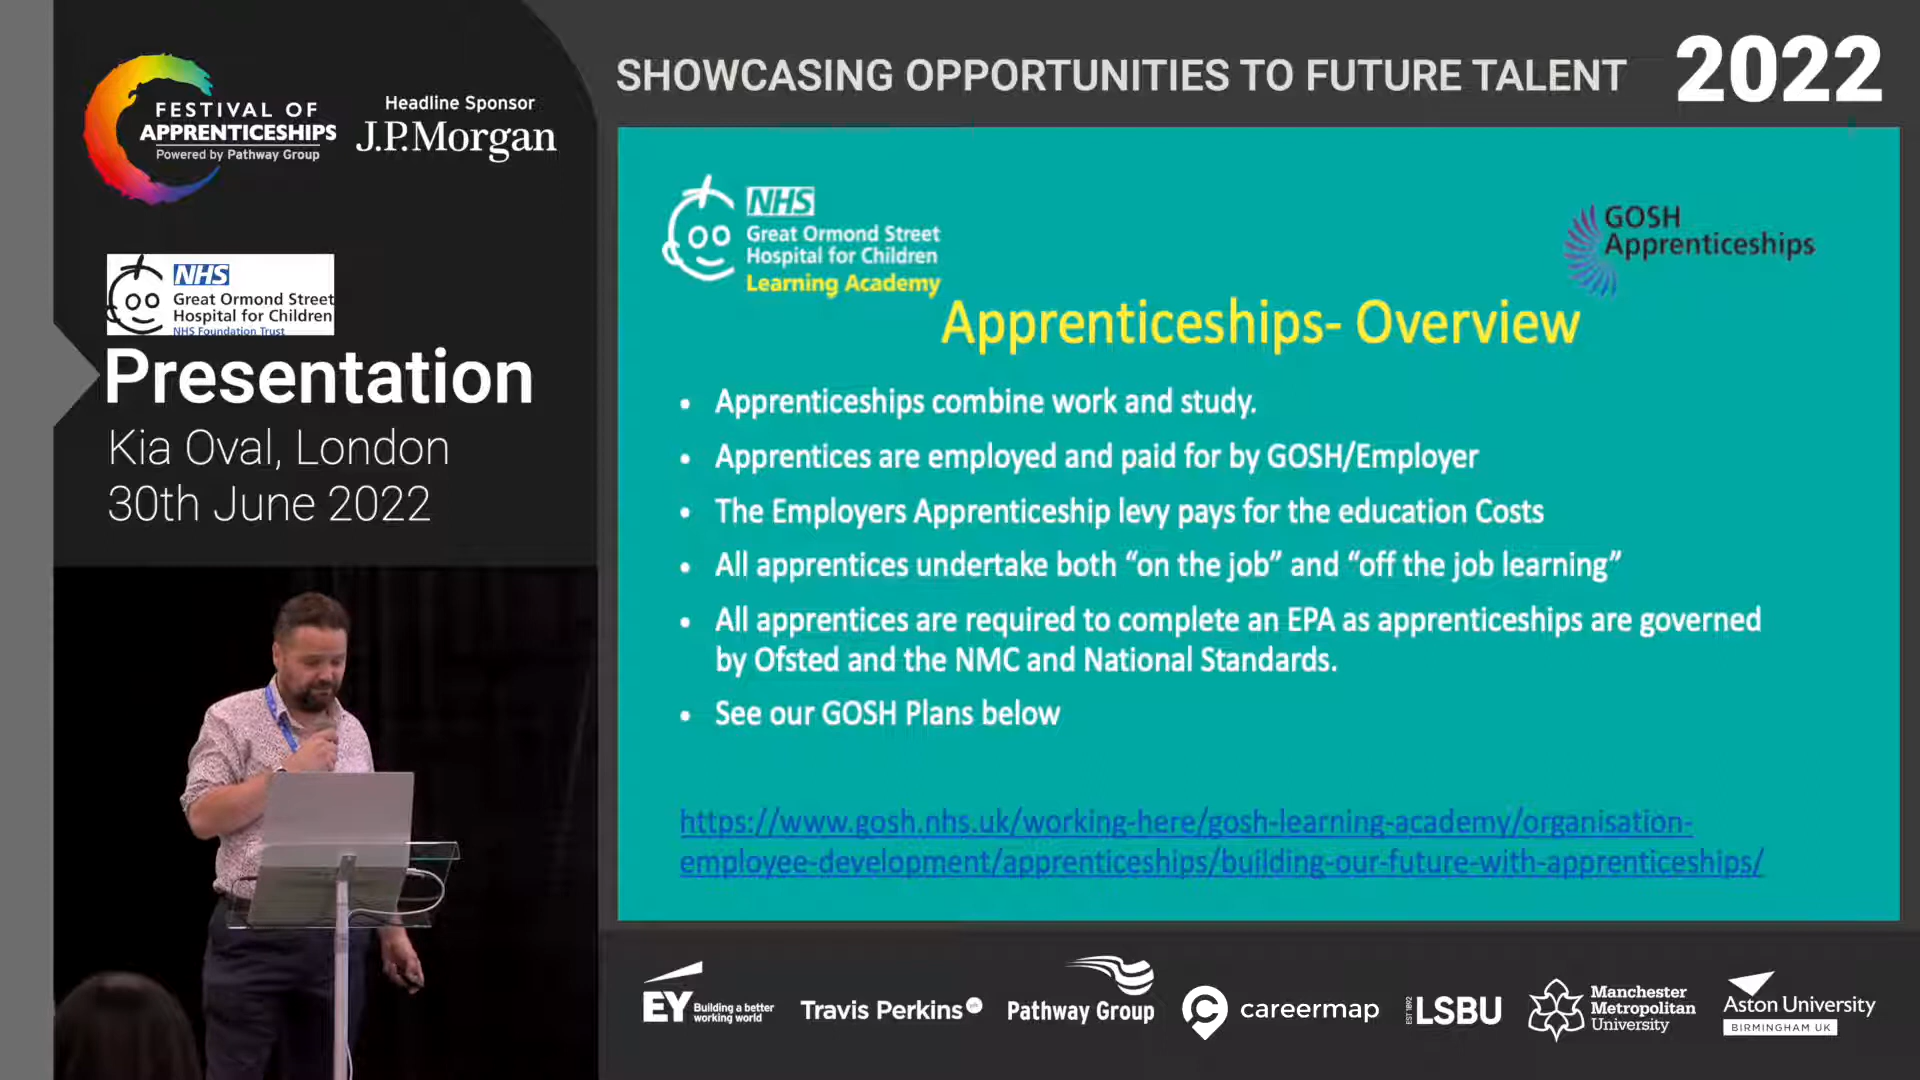 FESTIVAL OF
APPRENTICESHIPS
Powered by Pathway Group
Headline Sponsor
J.P.Morgan
SHOWCASING OPPORTUNITIES TO FUTURE TALENT 2022
NHS
Great Ormond Street
Hospital for Children
NHS Foundation Trust
Presentation
Kia Oval, London
30th June 2022
NHS
Great Ormond Street
Hospital for Children
Learning Academy
GOSH
Apprenticeships
Apprenticeships- Overview
• Apprenticeships combine work and study.
• Apprentices are employed and paid for by GOSH/Employer
• The Employers Apprenticeship levy pays for the education Costs
• All apprentices undertake both “on the job” and “off the job learning”
• All apprentices are required to complete an EPA as apprenticeships are governed
by Ofsted and the NMC and National Standards.
• See our GOSH Plans below
https://www.gosh.nhs.uk/working-here/gosh-learning-academy/organisation-
employee-development/apprenticeships/building-our-future-with-apprenticeships/
EY Building a better
working world
Travis Perkins
Pathway Group
careermap
EST 1892 LSBU
Manchester
Metropolitan
University
Aston University
BIRMINGHAM UK